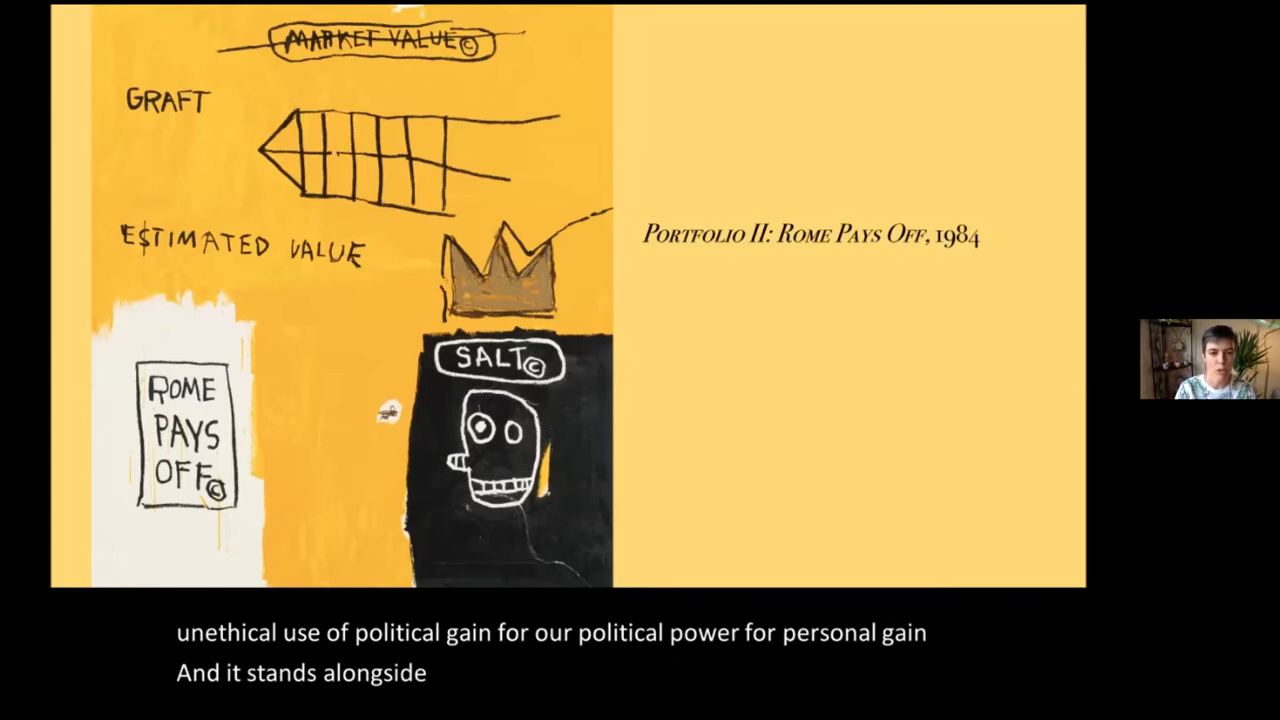 MARKET VALUE©
GRAFT
E$TIMATED VALUE
ROME
PAYS
OFF©
SALT©
PORTFOLIO II: ROME PAYS OFF, 1984
unethical use of political gain for our political power for personal gain
And it stands alongside